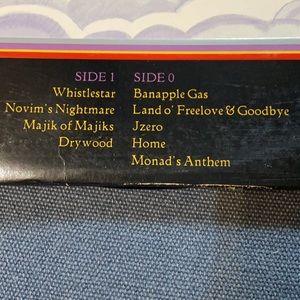 SIDE 1
Whistlestar
Novim's Nightmare
Majik of Majiks
Drywood
SIDE 0
Banapple Gas
Land o' Freelove & Goodbye
Jzero
Home
Monad's Anthem